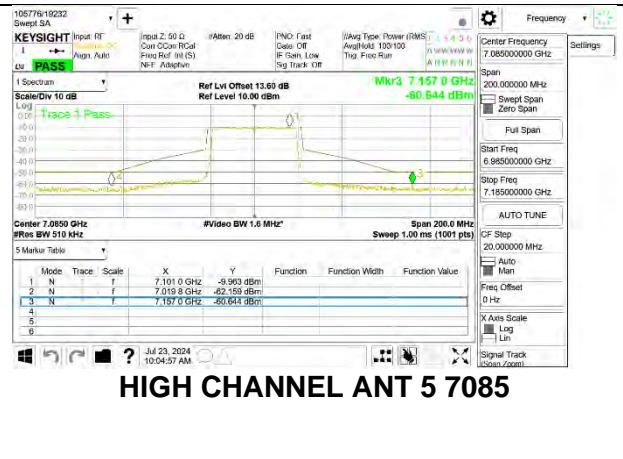 105776/19232
Swept SA
Frequency
KEYSIGHT
Input: RF
Align: Auto
Input Z: 50 Ω
Corr CCorr RCal
Freq Ref: Int (S)
NFE: Adaptive
#Atten: 20 dB
PNO: Fast
Gate: Off
IF Gain: Low
Sig Track: Off
#Avg Type: Power (RMS)
Avg|Hold: 100/100
Trig: Free Run
PASS
Center Frequency
7.085000000 GHz
Settings
Span
200.000000 MHz
Swept Span
Zero Span
Full Span
Start Freq
6.985000000 GHz
Stop Freq
7.185000000 GHz
AUTO TUNE
CF Step
20.000000 MHz
Auto
Man
Freq Offset
0 Hz
X Axis Scale
Log
Lin
Signal Track
(Span Zoom)
1 Spectrum
Scale/Div 10 dB
Ref Lvl Offset 13.60 dB
Ref Level 10.00 dBm
Mkr3 7.157 0 GHz
-60.644 dBm
Log
Trace 1 Pass
Center 7.0850 GHz
#Res BW 510 kHz
#Video BW 1.6 MHz*
Span 200.0 MHz
Sweep 1.00 ms (1001 pts)
5 Marker Table
Mode Trace Scale X Y Function Function Width Function Value
1 N 1 f 7.101 0 GHz -9.963 dBm
2 N 1 f 7.019 8 GHz -62.159 dBm
3 N 1 f 7.157 0 GHz -60.644 dBm
4
5
6
?
Jul 23, 2024
10:04:57 AM
HIGH CHANNEL ANT 5 7085